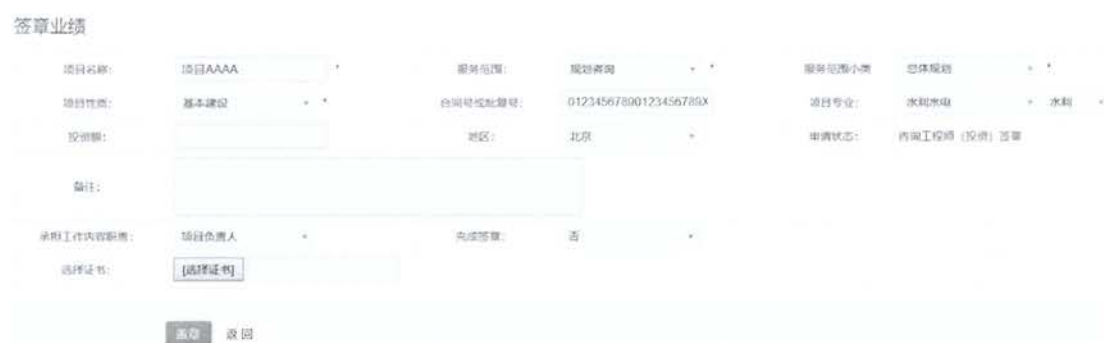 签章业绩
项目名称: 项目AAAA * 服务范围: 规划咨询 * 服务范围小类 总体规划 *
项目性质: 基本建设 * 合同号或批复号: 01234567890123456789X 项目专业: 水利水电 水利
投资额: 地区: 北京 申请状态: 咨询工程师(投资)签章
备注:
承担工作内容职责: 项目负责人 完成签章: 否
选择证书: [选择证书]
盖章 返回